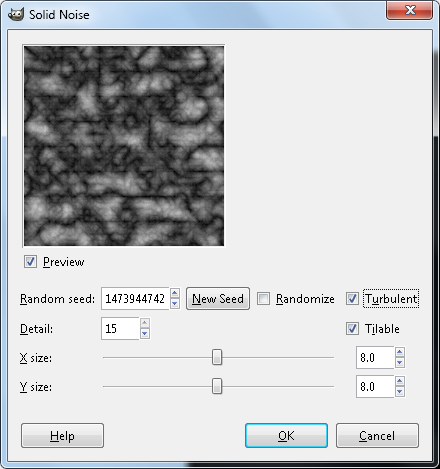 Solid Noise
Preview
Random seed: 1473944742 New Seed Randomize Turbulent
Detail: 15 Tilable
X size: 8.0
Y size: 8.0
Help OK Cancel